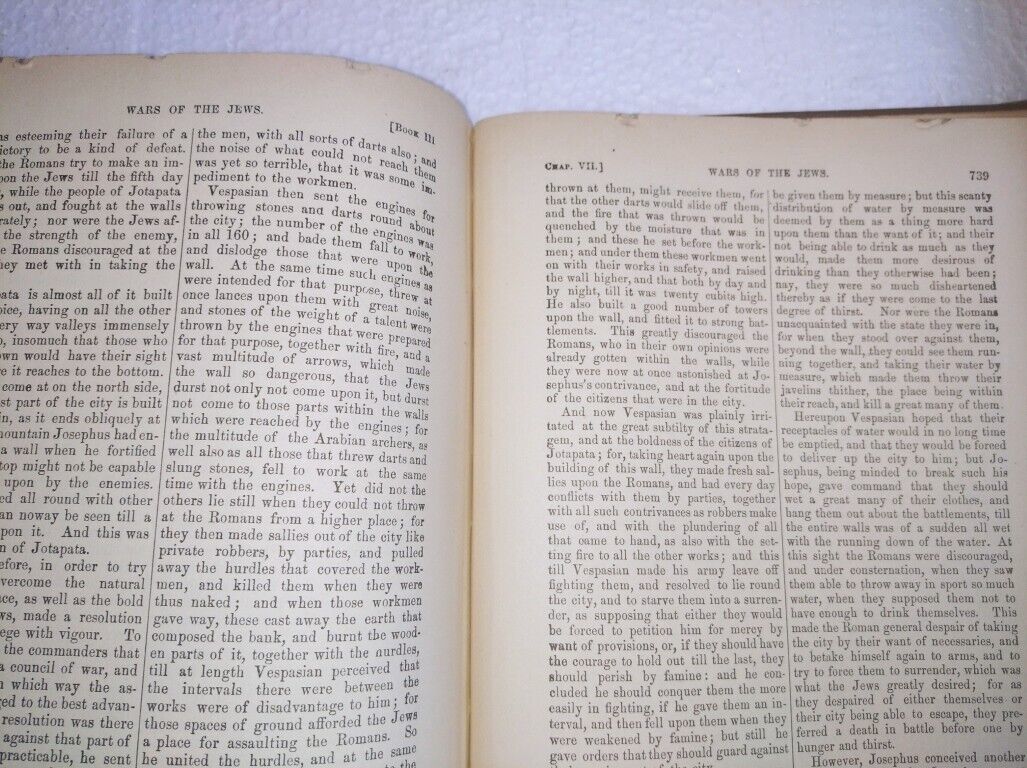 WARS OF THE JEWS.
[BOOK III
as esteeming their failure of a
ictory to be a kind of defeat.
the Romans try to make an im-
pon the Jews till the fifth day
, while the people of Jotapata
s out, and fought at the walls
rately; nor were the Jews af-
the strength of the enemy,
e Romans discouraged at the
hey met with in taking the
pata is almost all of it built
oice, having on all the other
ery way valleys immensely
o, insomuch that those who
own would have their sight
re it reaches to the bottom.
come at on the north side,
st part of the city is built
in, as it ends obliquely at
mountain Josephus had en-
a wall when he fortified
top might not be capable
upon by the enemies.
ed all round with other
an noway be seen till a
pon it. And this was
n of Jotapata.
efore, in order to try
vercome the natural
ce, as well as the bold
ws, made a resolution
ege with vigour. To
the commanders that
a council of war, and
n which way the as-
ged to the best advan-
resolution was there
against that part of
practicable, he sent
the men, with all sorts of darts also; and
the noise of what could not reach them
was yet so terrible, that it was some im-
pediment to the workmen.
Vespasian then sent the engines for
throwing stones and darts round about
the city; the number of the engines was
in all 160; and bade them fall to work,
and dislodge those that were upon the
wall. At the same time such engines as
were intended for that purpose, threw at
once lances upon them with great noise,
and stones of the weight of a talent were
thrown by the engines that were prepared
for that purpose, together with fire, and a
vast multitude of arrows, which made
the wall so dangerous, that the Jews
durst not only not come upon it, but durst
not come to those parts within the walls
which were reached by the engines; for
the multitude of the Arabian archers, as
well also as all those that threw darts and
slung stones, fell to work at the same
time with the engines. Yet did not the
others lie still when they could not throw
at the Romans from a higher place; for
they then made sallies out of the city like
private robbers, by parties, and pulled
away the hurdles that covered the work-
men, and killed them when they were
thus naked; and when those workmen
gave way, these cast away the earth that
composed the bank, and burnt the wood-
en parts of it, together with the hurdles,
till at length Vespasian perceived that
the intervals there were between the
works were of disadvantage to him; for
those spaces of ground afforded the Jews
a place for assaulting the Romans. So
he united the hurdles, and at the same
to the
CHAP. VII.]
WARS OF THE JEWS.
739
thrown at them, might receive them, for
that the other darts would slide off them,
and the fire that was thrown would be
quenched by the moisture that was in
them; and these he set before the work-
men; and under them these workmen went
on with their works in safety, and raised
the wall higher, and that both by day and
by night, till it was twenty cubits high.
He also built a good number of towers
upon the wall, and fitted it to strong bat-
tlements. This greatly discouraged the
Romans, who in their own opinions were
already gotten within the walls, while
they were now at once astonished at Jo-
sephus's contrivance, and at the fortitude
of the citizens that were in the city.
And now Vespasian was plainly irri-
tated at the great subtilty of this strata-
gem, and at the boldness of the citizens of
Jotapata; for, taking heart again upon the
building of this wall, they made fresh sal-
lies upon the Romans, and had every day
conflicts with them by parties, together
with all such contrivances as robbers make
use of, and with the plundering of all
that came to hand, as also with the set-
ting fire to all the other works; and this
till Vespasian made his army leave off
fighting them, and resolved to lie round
the city, and to starve them into a surren-
der, as supposing that either they would
be forced to petition him for mercy by
want of provisions, or, if they should have
the courage to hold out till the last, they
should perish by famine: and he con-
cluded he should conquer them the more
easily in fighting, if he gave them an in-
terval, and then fell upon them when they
were weakened by famine; but still he
gave orders that they should guard against
of the city.
be given them by measure; but this scanty
distribution of water by measure was
deemed by them as a thing more hard
upon them than the want of it; and their
not being able to drink as much as they
would, made them more desirous of
drinking than they otherwise had been;
nay, they were so much disheartened
thereby as if they were come to the last
degree of thirst. Nor were the Romans
unacquainted with the state they were in,
for when they stood over against them,
beyond the wall, they could see them run-
ning together, and taking their water by
measure, which made them throw their
javelins thither, the place being within
their reach, and kill a great many of them.
Hereupon Vespasian hoped that their
receptacles of water would in no long time
be emptied, and that they would be forced
to deliver up the city to him; but Jo-
sephus, being minded to break such his
hope, gave command that they should
wet a great many of their clothes, and
hang them out about the battlements, till
the entire walls was of a sudden all wet
with the running down of the water. At
this sight the Romans were discouraged,
and under consternation, when they saw
them able to throw away in sport so much
water, when they supposed them not to
have enough to drink themselves. This
made the Roman general despair of taking
the city by their want of necessaries, and
to betake himself again to arms, and to
try to force them to surrender, which was
what the Jews greatly desired; for as
they despaired of either themselves or
their city being able to escape, they pre-
ferred a death in battle before one by
hunger and thirst.
However, Josephus conceived another